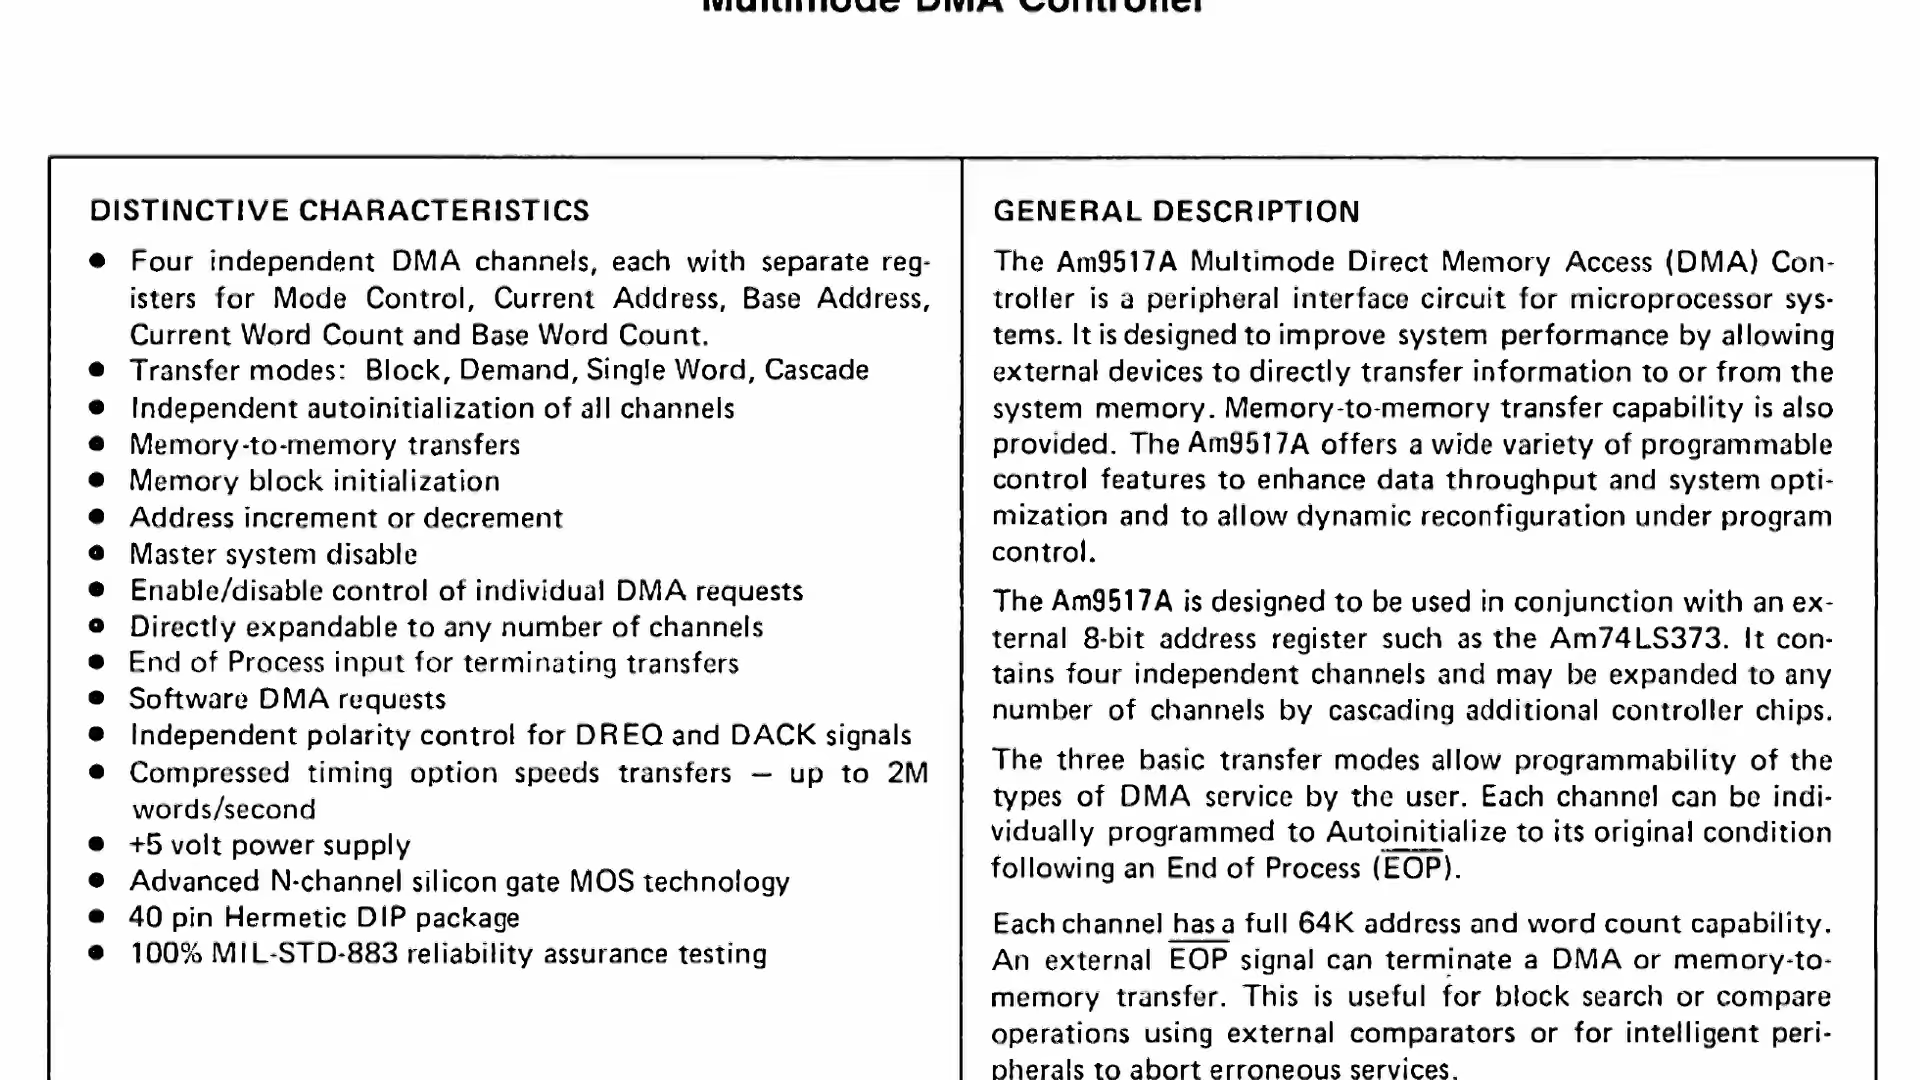 Multimode DMA Controller
DISTINCTIVE CHARACTERISTICS
● Four independent DMA channels, each with separate reg-
isters for Mode Control, Current Address, Base Address,
Current Word Count and Base Word Count.
● Transfer modes: Block, Demand, Single Word, Cascade
● Independent autoinitialization of all channels
● Memory-to-memory transfers
● Memory block initialization
● Address increment or decrement
● Master system disable
● Enable/disable control of individual DMA requests
● Directly expandable to any number of channels
● End of Process input for terminating transfers
● Software DMA requests
● Independent polarity control for DREQ and DACK signals
● Compressed timing option speeds transfers – up to 2M
words/second
● +5 volt power supply
● Advanced N-channel silicon gate MOS technology
● 40 pin Hermetic DIP package
● 100% MIL-STD-883 reliability assurance testing
GENERAL DESCRIPTION
The Am9517A Multimode Direct Memory Access (DMA) Con-
troller is a peripheral interface circuit for microprocessor sys-
tems. It is designed to improve system performance by allowing
external devices to directly transfer information to or from the
system memory. Memory-to-memory transfer capability is also
provided. The Am9517A offers a wide variety of programmable
control features to enhance data throughput and system opti-
mization and to allow dynamic reconfiguration under program
control.
The Am9517A is designed to be used in conjunction with an ex-
ternal 8-bit address register such as the Am74LS373. It con-
tains four independent channels and may be expanded to any
number of channels by cascading additional controller chips.
The three basic transfer modes allow programmability of the
types of DMA service by the user. Each channel can be indi-
vidually programmed to Autoinitialize to its original condition
following an End of Process (E̅O̅P̅).
Each channel has a full 64K address and word count capability.
An external E̅O̅P̅ signal can terminate a DMA or memory-to-
memory transfer. This is useful for block search or compare
operations using external comparators or for intelligent peri-
pherals to abort erroneous services.